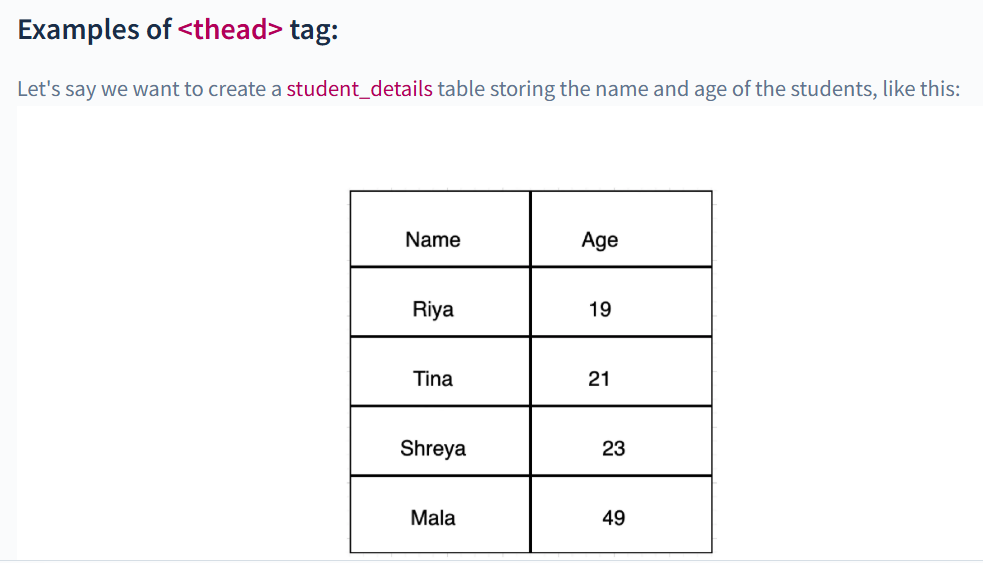 Examples of <thead> tag:
Let's say we want to create a student_details table storing the name and age of the students, like this:
Name Age
Riya 19
Tina 21
Shreya 23
Mala 49